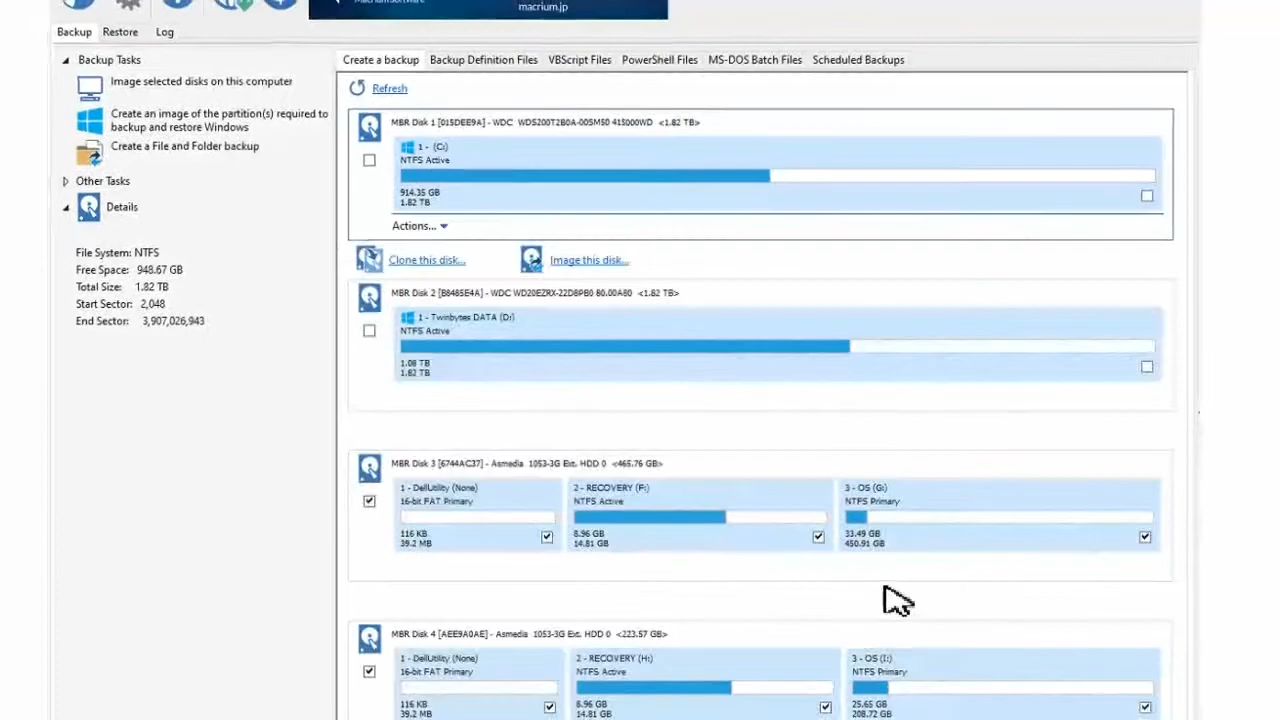 macrium.jp
Backup Restore Log
Backup Tasks
Image selected disks on this computer
Create an image of the partition(s) required to
backup and restore Windows
Create a File and Folder backup
Other Tasks
Details
File System: NTFS
Free Space: 948.67 GB
Total Size: 1.82 TB
Start Sector: 2,048
End Sector: 3,907,026,943
Create a backup Backup Definition Files VBScript Files PowerShell Files MS-DOS Batch Files Scheduled Backups
Refresh
MBR Disk 1 [015DEE9A] - WDC WDS200T2B0A-00SM50 415000WD <1.82 TB>
1 - (C:)
NTFS Active
914.35 GB
1.82 TB
Actions...
Clone this disk... Image this disk...
MBR Disk 2 [B8485E4A] - WDC WD20EZRX-22D8PB0 80.00A80 <1.82 TB>
1 - Twinbytes DATA (D:)
NTFS Active
1.08 TB
1.82 TB
MBR Disk 3 [6744AC37] - Asmedia 1053-3G Ext. HDD 0 <465.76 GB>
1 - DellUtility (None) 2 - RECOVERY (F:) 3 - OS (G:)
16-bit FAT Primary NTFS Active NTFS Primary
116 KB 8.96 GB 33.49 GB
39.2 MB 14.81 GB 450.91 GB
MBR Disk 4 [AEE9A0AE] - Asmedia 1053-3G Ext. HDD 0 <223.57 GB>
1 - DellUtility (None) 2 - RECOVERY (H:) 3 - OS (I:)
16-bit FAT Primary NTFS Active NTFS Primary
116 KB 8.96 GB 25.65 GB
39.2 MB 14.81 GB 208.72 GB